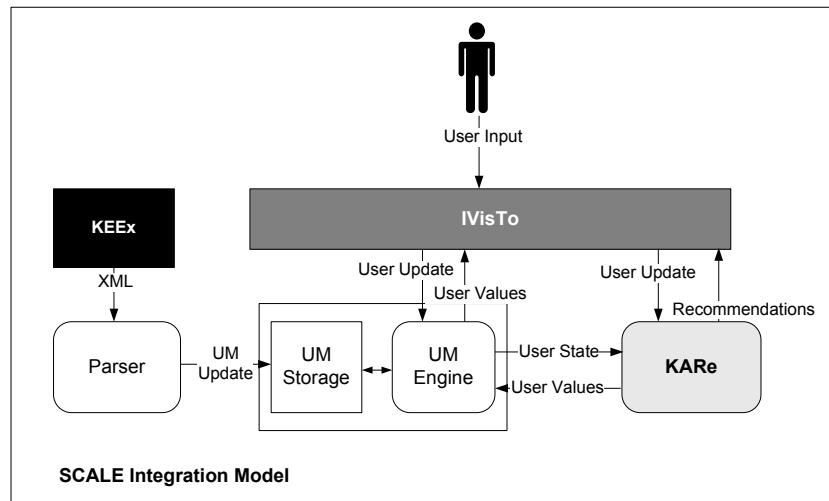 User Input
KEEx
IVisTo
XML
User Update
User Values
User Update
Recommendations
Parser
UM
Update
UM
Storage
UM
Engine
User State
User Values
KARe
SCALE Integration Model